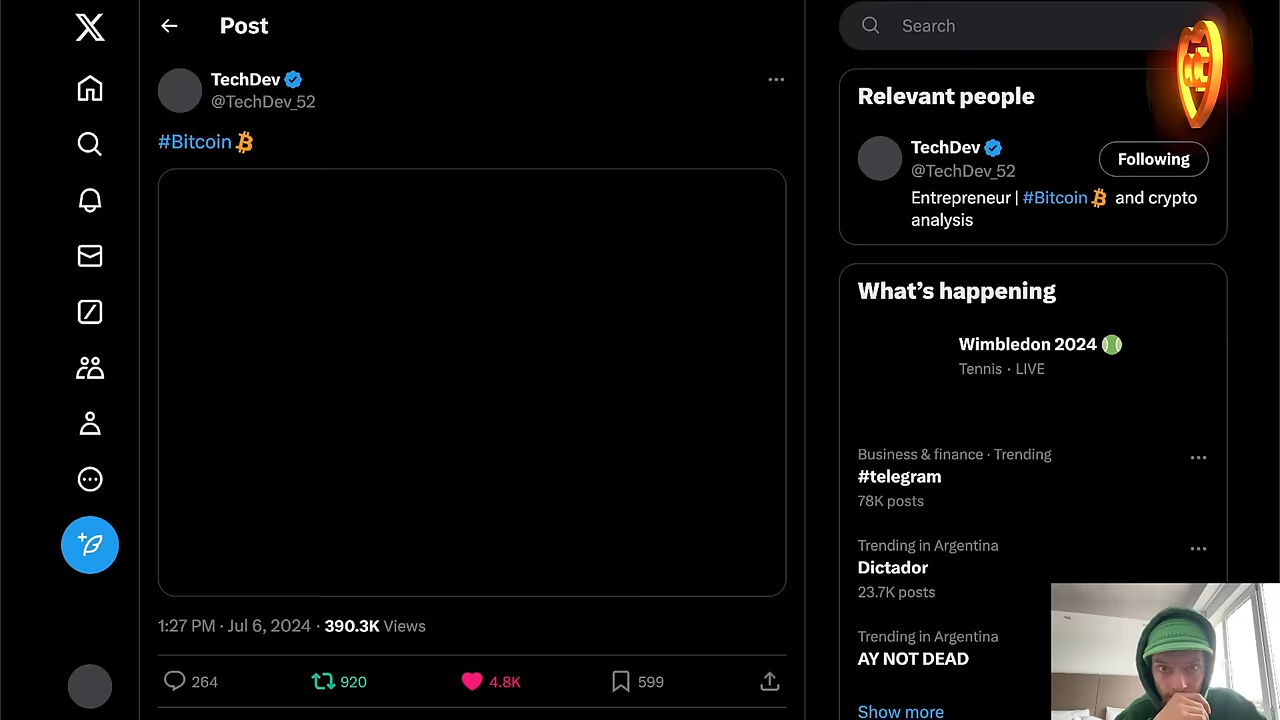 Post
TechDev
@TechDev_52
#Bitcoin
1:27 PM · Jul 6, 2024 · 390.3K Views
264
920
4.8K
599
Search
Relevant people
TechDev
@TechDev_52
Following
Entrepreneur | #Bitcoin and crypto
analysis
What's happening
Wimbledon 2024
Tennis · LIVE
Business & finance · Trending
#telegram
78K posts
Trending in Argentina
Dictador
23.7K posts
Trending in Argentina
AY NOT DEAD
Show more